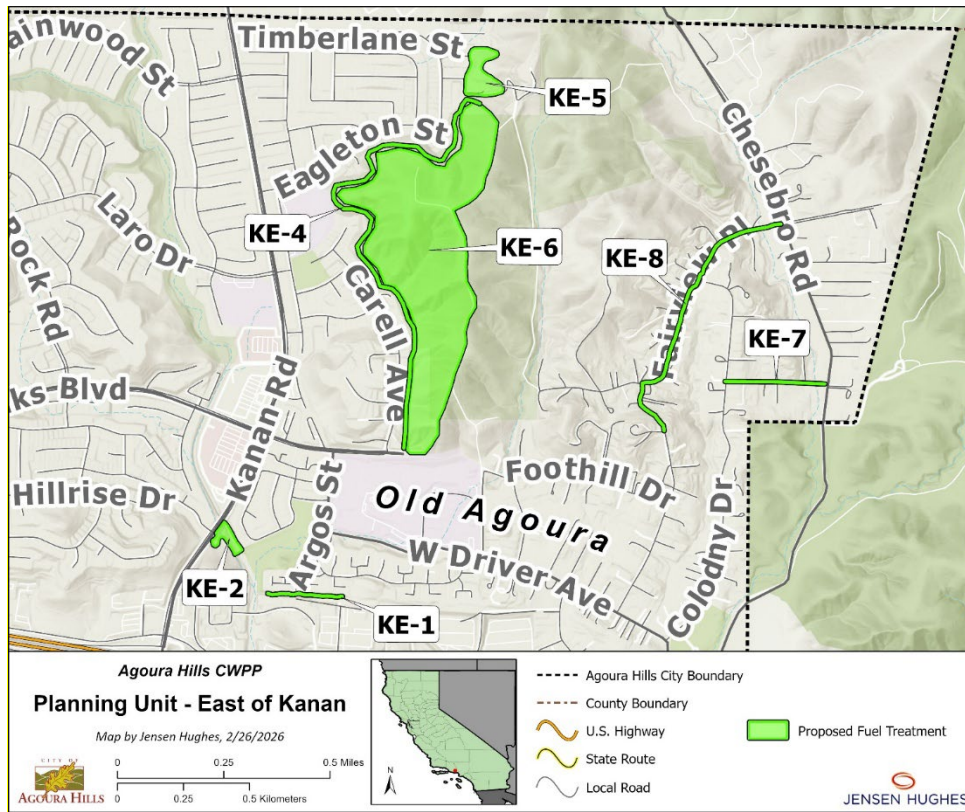 ainwood St
Timberlane St
KE-5
Chesebro Rd
Eagleton St
KE-4
Laro Dr
KE-6
KE-8
Fairview Pl
Rock Rd
Carell Ave
KE-7
ks Blvd
Kanan Rd
Hillrise Dr
Argos St
Foothill Dr
Old Agoura
W Driver Ave
Colodny Dr
KE-2
KE-1
Agoura Hills CWPP
Planning Unit - East of Kanan
Map by Jensen Hughes, 2/26/2026
CITY OF
AGOURA HILLS
0 0.25 0.5 Miles
0 0.25 0.5 Kilometers
N
Agoura Hills City Boundary
County Boundary
U.S. Highway
State Route
Local Road
Proposed Fuel Treatment
JENSEN HUGHES